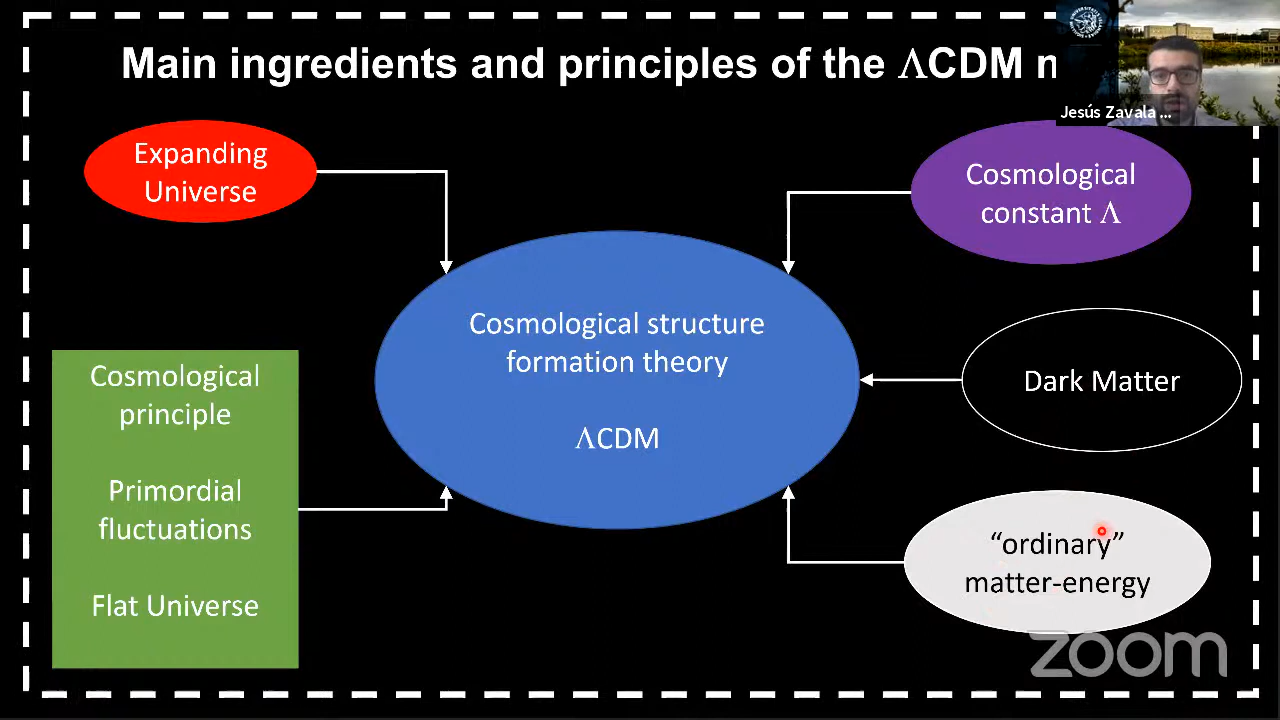 Main ingredients and principles of the ΛCDM
Jesús Zavala ...
Expanding
Universe
Cosmological
constant Λ
Cosmological structure
formation theory
ΛCDM
Cosmological
principle
Primordial
fluctuations
Flat Universe
Dark Matter
“ordinary”
matter-energy
zoom